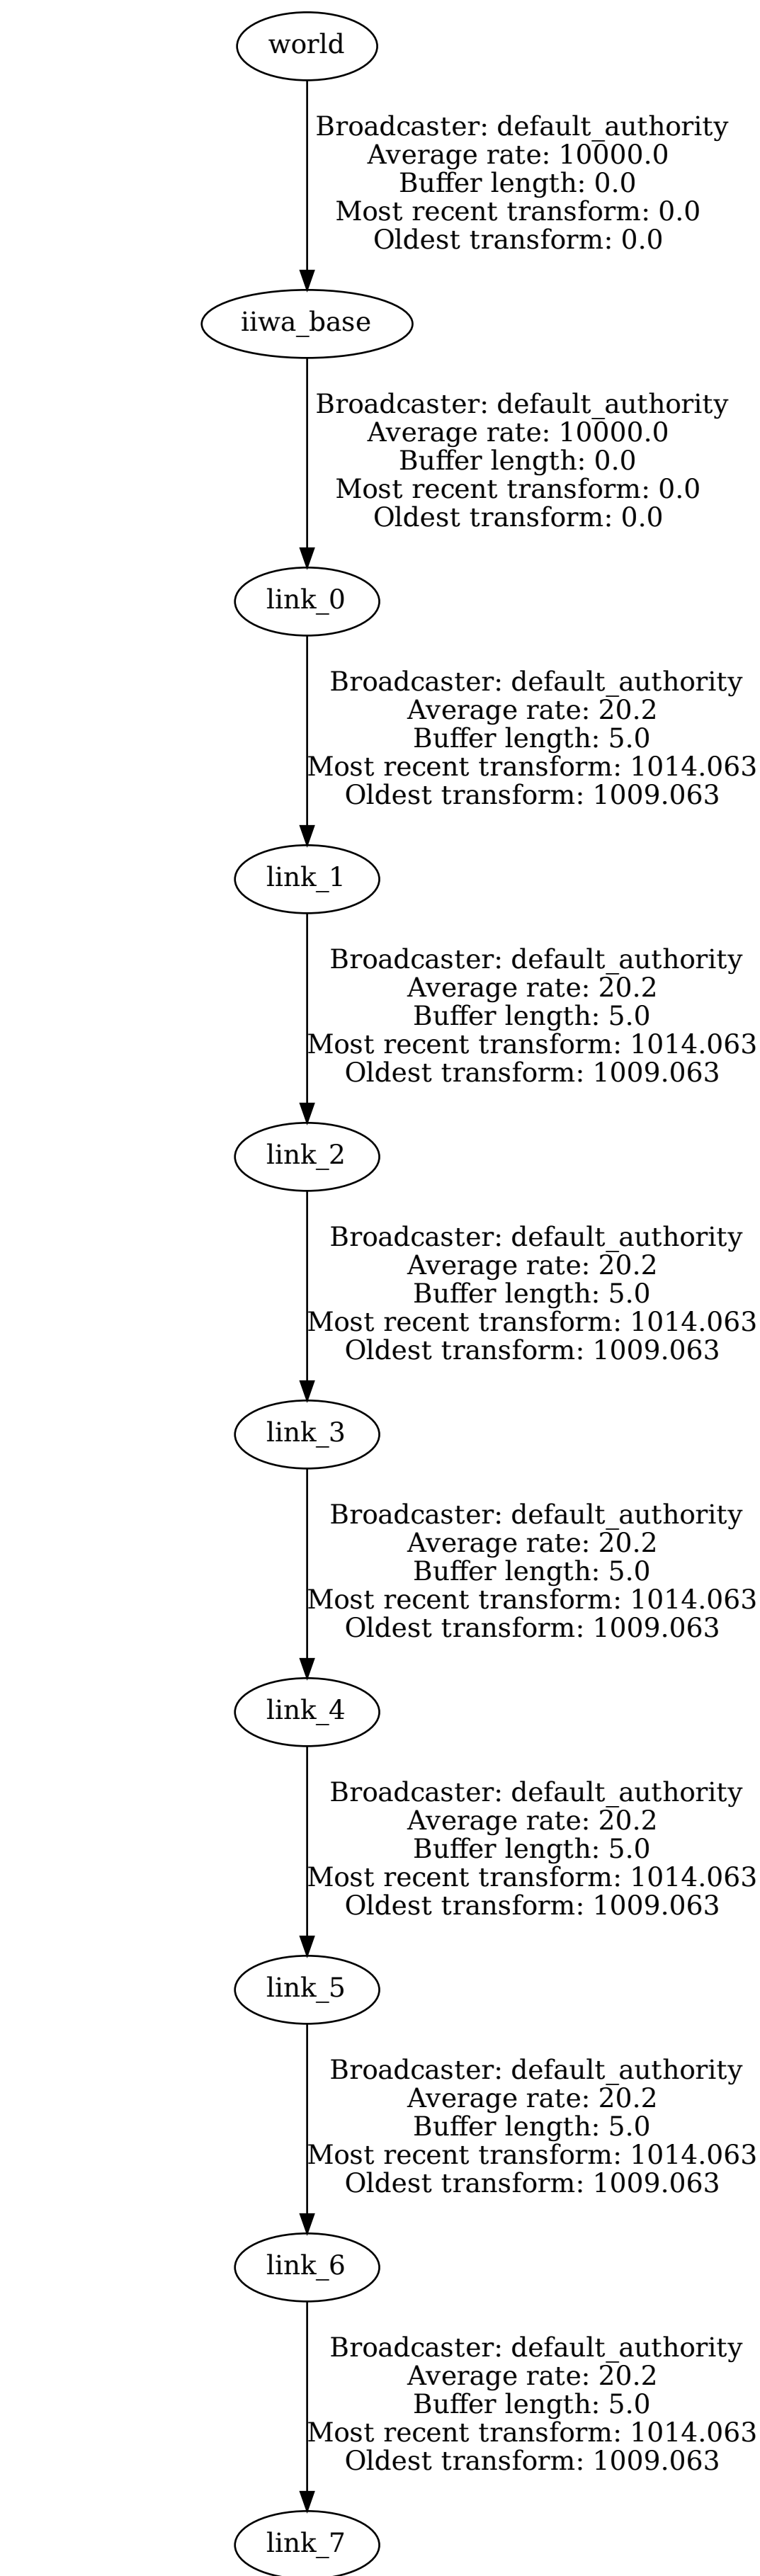 world
Broadcaster: default_authority
Average rate: 10000.0
Buffer length: 0.0
Most recent transform: 0.0
Oldest transform: 0.0
iiwa_base
Broadcaster: default_authority
Average rate: 10000.0
Buffer length: 0.0
Most recent transform: 0.0
Oldest transform: 0.0
link_0
Broadcaster: default_authority
Average rate: 20.2
Buffer length: 5.0
Most recent transform: 1014.063
Oldest transform: 1009.063
link_1
Broadcaster: default_authority
Average rate: 20.2
Buffer length: 5.0
Most recent transform: 1014.063
Oldest transform: 1009.063
link_2
Broadcaster: default_authority
Average rate: 20.2
Buffer length: 5.0
Most recent transform: 1014.063
Oldest transform: 1009.063
link_3
Broadcaster: default_authority
Average rate: 20.2
Buffer length: 5.0
Most recent transform: 1014.063
Oldest transform: 1009.063
link_4
Broadcaster: default_authority
Average rate: 20.2
Buffer length: 5.0
Most recent transform: 1014.063
Oldest transform: 1009.063
link_5
Broadcaster: default_authority
Average rate: 20.2
Buffer length: 5.0
Most recent transform: 1014.063
Oldest transform: 1009.063
link_6
Broadcaster: default_authority
Average rate: 20.2
Buffer length: 5.0
Most recent transform: 1014.063
Oldest transform: 1009.063
link_7